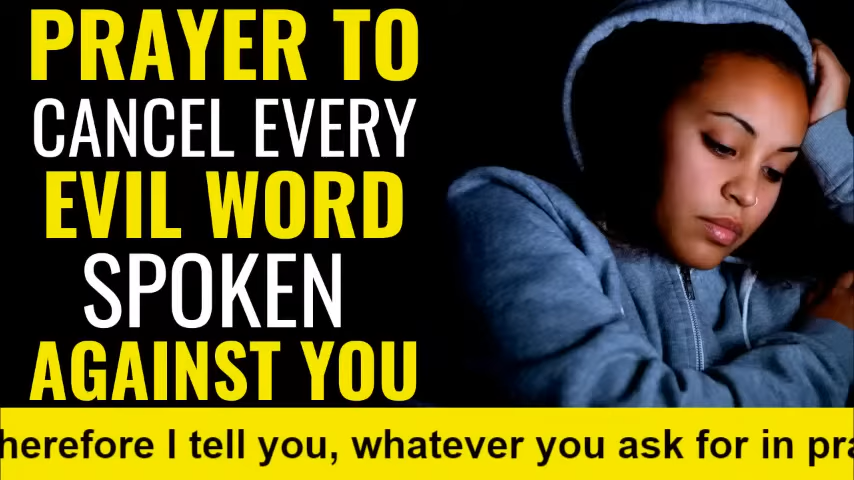 PRAYER TO
CANCEL EVERY
EVIL WORD
SPOKEN
AGAINST YOU
herefore I tell you, whatever you ask for in pra